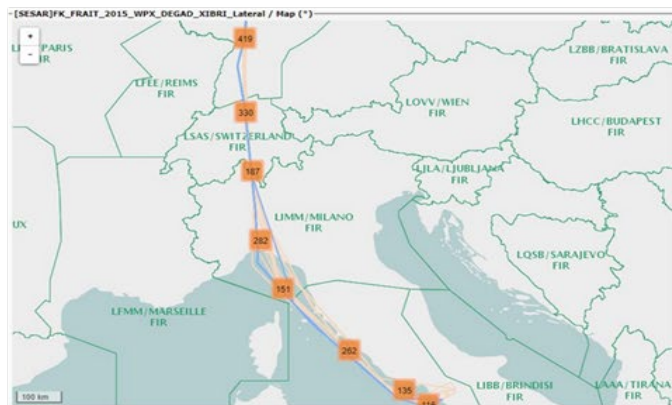 [SESAR]FK_FRAIT_2015_WPX_DEGAD_XIBRI_Lateral / Map (")
+
-
419
PARIS
FIR
LFEE/REIMS
FIR
LZBB/BRATISLAVA
FIR
LOVV/WIEN
FIR
330
LHCC/BUDAPEST
FIR
LSAS/SWITZERLAND
FIR
187
LJLA/LJUBLJANA
FIR
LIMM/MILANO
FIR
UX
282
LQSB/SARAJEVO
FIR
151
LFMM/MARSEILLE
FIR
262
135
LIBB/BRINDISI
FIR
LAAA/TIRANA
FIR
100 km